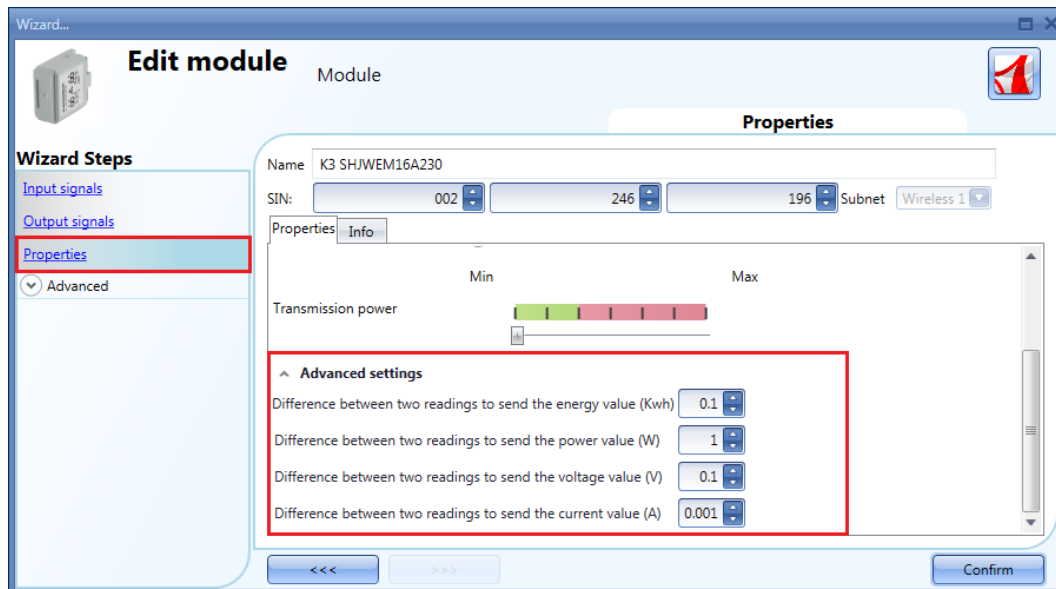 Wizard...
Edit module
Module
Properties
Wizard Steps
Input signals
Output signals
Properties
Advanced
Name K3 SHJWEM16A230
SIN: 002 246 196 Subnet Wireless 1
Properties Info
Min Max
Transmission power
Advanced settings
Difference between two readings to send the energy value (Kwh) 0.1
Difference between two readings to send the power value (W) 1
Difference between two readings to send the voltage value (V) 0.1
Difference between two readings to send the current value (A) 0.001
<<< >>> Confirm